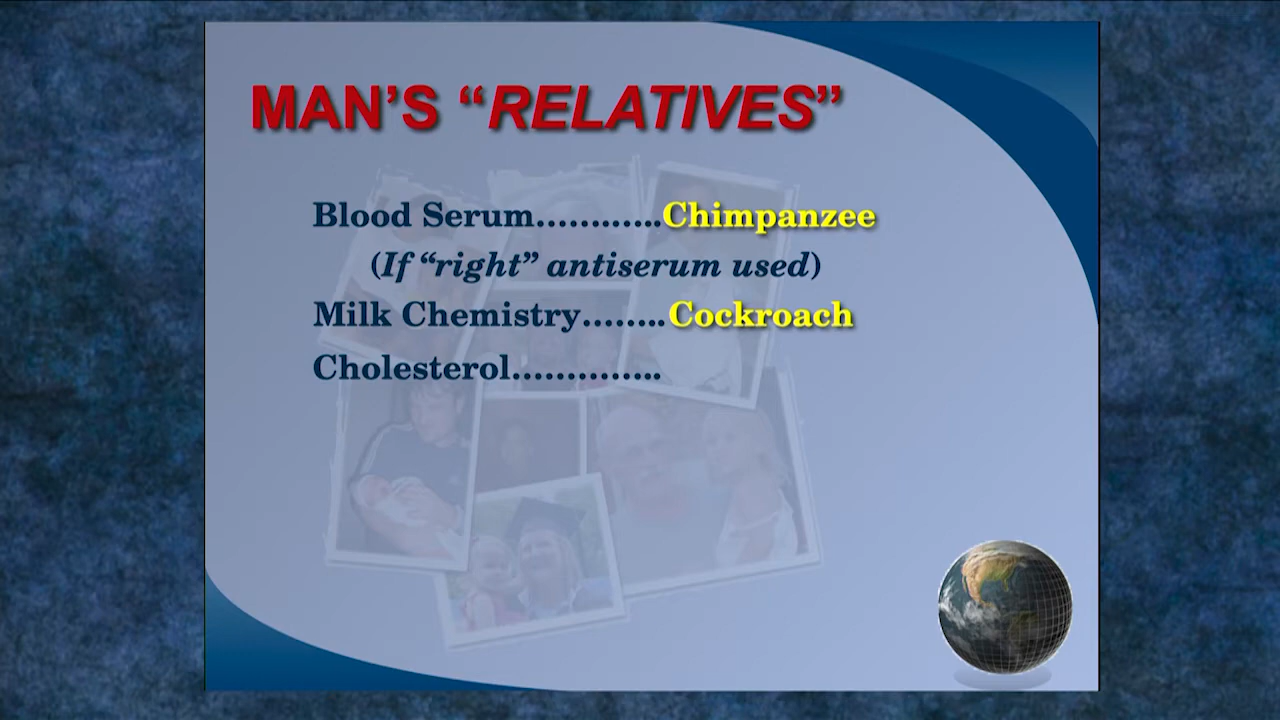 MAN’S “RELATIVES”
Blood Serum............Chimpanzee
(If “right” antiserum used)
Milk Chemistry........Cockroach
Cholesterol..............